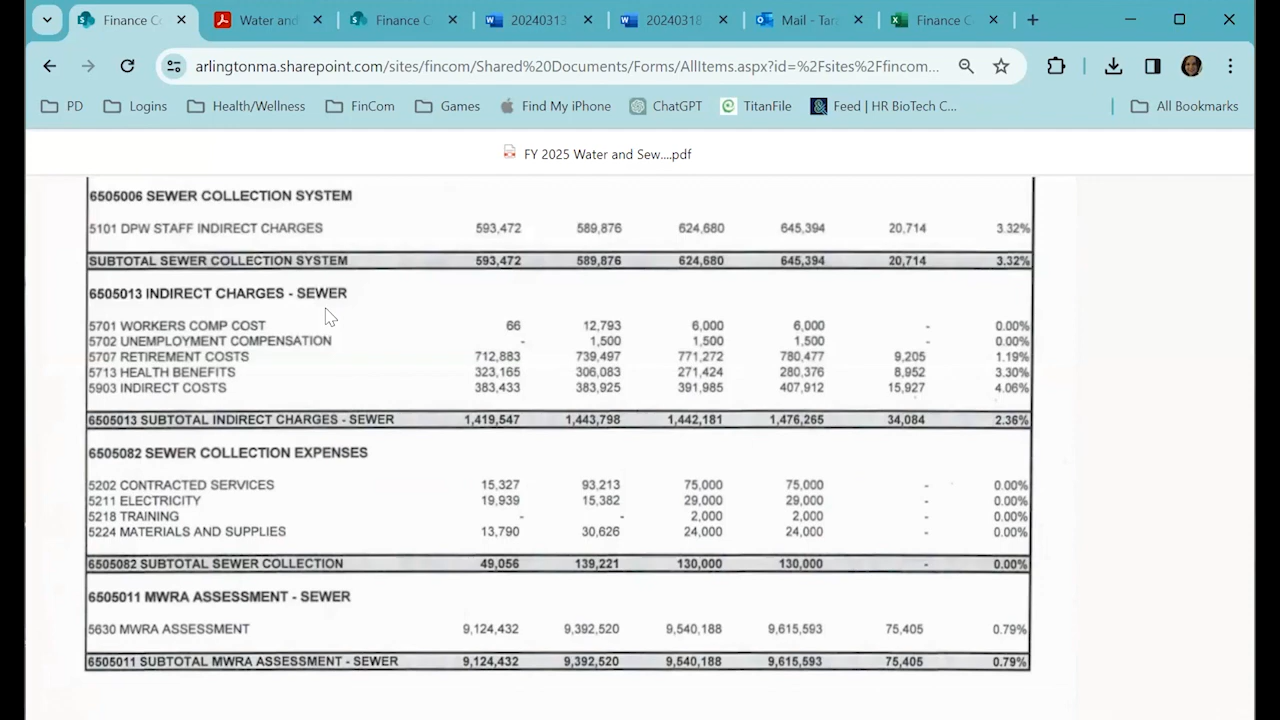 Finance Co
Water and
Finance C
20240313
20240318
Mail - Tara
Finance C
arlingtonma.sharepoint.com/sites/fincom/Shared%20Documents/Forms/AllItems.aspx?id=%2Fsites%2Ffincom...
PD
Logins
Health/Wellness
FinCom
Games
Find My iPhone
ChatGPT
TitanFile
Feed | HR BioTech C...
All Bookmarks
FY 2025 Water and Sew....pdf
6505006 SEWER COLLECTION SYSTEM
5101 DPW STAFF INDIRECT CHARGES 593,472 589,876 624,680 645,394 20,714 3.32%
SUBTOTAL SEWER COLLECTION SYSTEM 593,472 589,876 624,680 645,394 20,714 3.32%
6505013 INDIRECT CHARGES - SEWER
5701 WORKERS COMP COST 66 12,793 6,000 6,000 - 0.00%
5702 UNEMPLOYMENT COMPENSATION - 1,500 1,500 1,500 - 0.00%
5707 RETIREMENT COSTS 712,883 739,497 771,272 780,477 9,205 1.19%
5713 HEALTH BENEFITS 323,165 306,083 271,424 280,376 8,952 3.30%
5903 INDIRECT COSTS 383,433 383,925 391,985 407,912 15,927 4.06%
6505013 SUBTOTAL INDIRECT CHARGES - SEWER 1,419,547 1,443,798 1,442,181 1,476,265 34,084 2.36%
6505082 SEWER COLLECTION EXPENSES
5202 CONTRACTED SERVICES 15,327 93,213 75,000 75,000 - 0.00%
5211 ELECTRICITY 19,939 15,382 29,000 29,000 - 0.00%
5218 TRAINING - - 2,000 2,000 - 0.00%
5224 MATERIALS AND SUPPLIES 13,790 30,626 24,000 24,000 - 0.00%
6505082 SUBTOTAL SEWER COLLECTION 49,056 139,221 130,000 130,000 - 0.00%
6505011 MWRA ASSESSMENT - SEWER
5630 MWRA ASSESSMENT 9,124,432 9,392,520 9,540,188 9,615,593 75,405 0.79%
6505011 SUBTOTAL MWRA ASSESSMENT - SEWER 9,124,432 9,392,520 9,540,188 9,615,593 75,405 0.79%